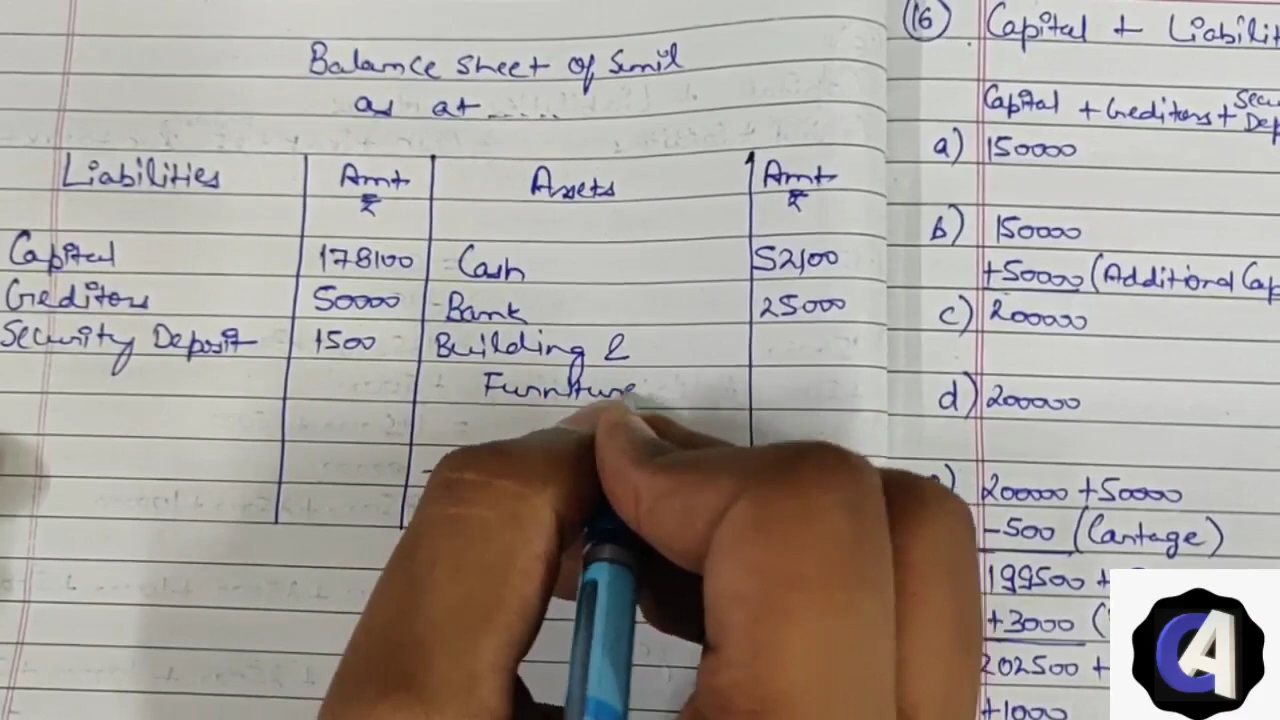 Balance sheet of Sunil
as at ......
Liabilities Amt ₹ Assets Amt ₹
Capital 178100 Cash 52100
Creditors 50000 Bank 25000
Security Deposit 1500 Building &
Furniture
16 Capital + Liabilit
Capital + Creditors + Secu
Dep
a) 150000
b) 150000
+50000 (Additional Cap
c) 200000
d) 200000
200000 +50000
-500 (Cartage)
199500 +
+3000 (
202500 +
+1000
CA